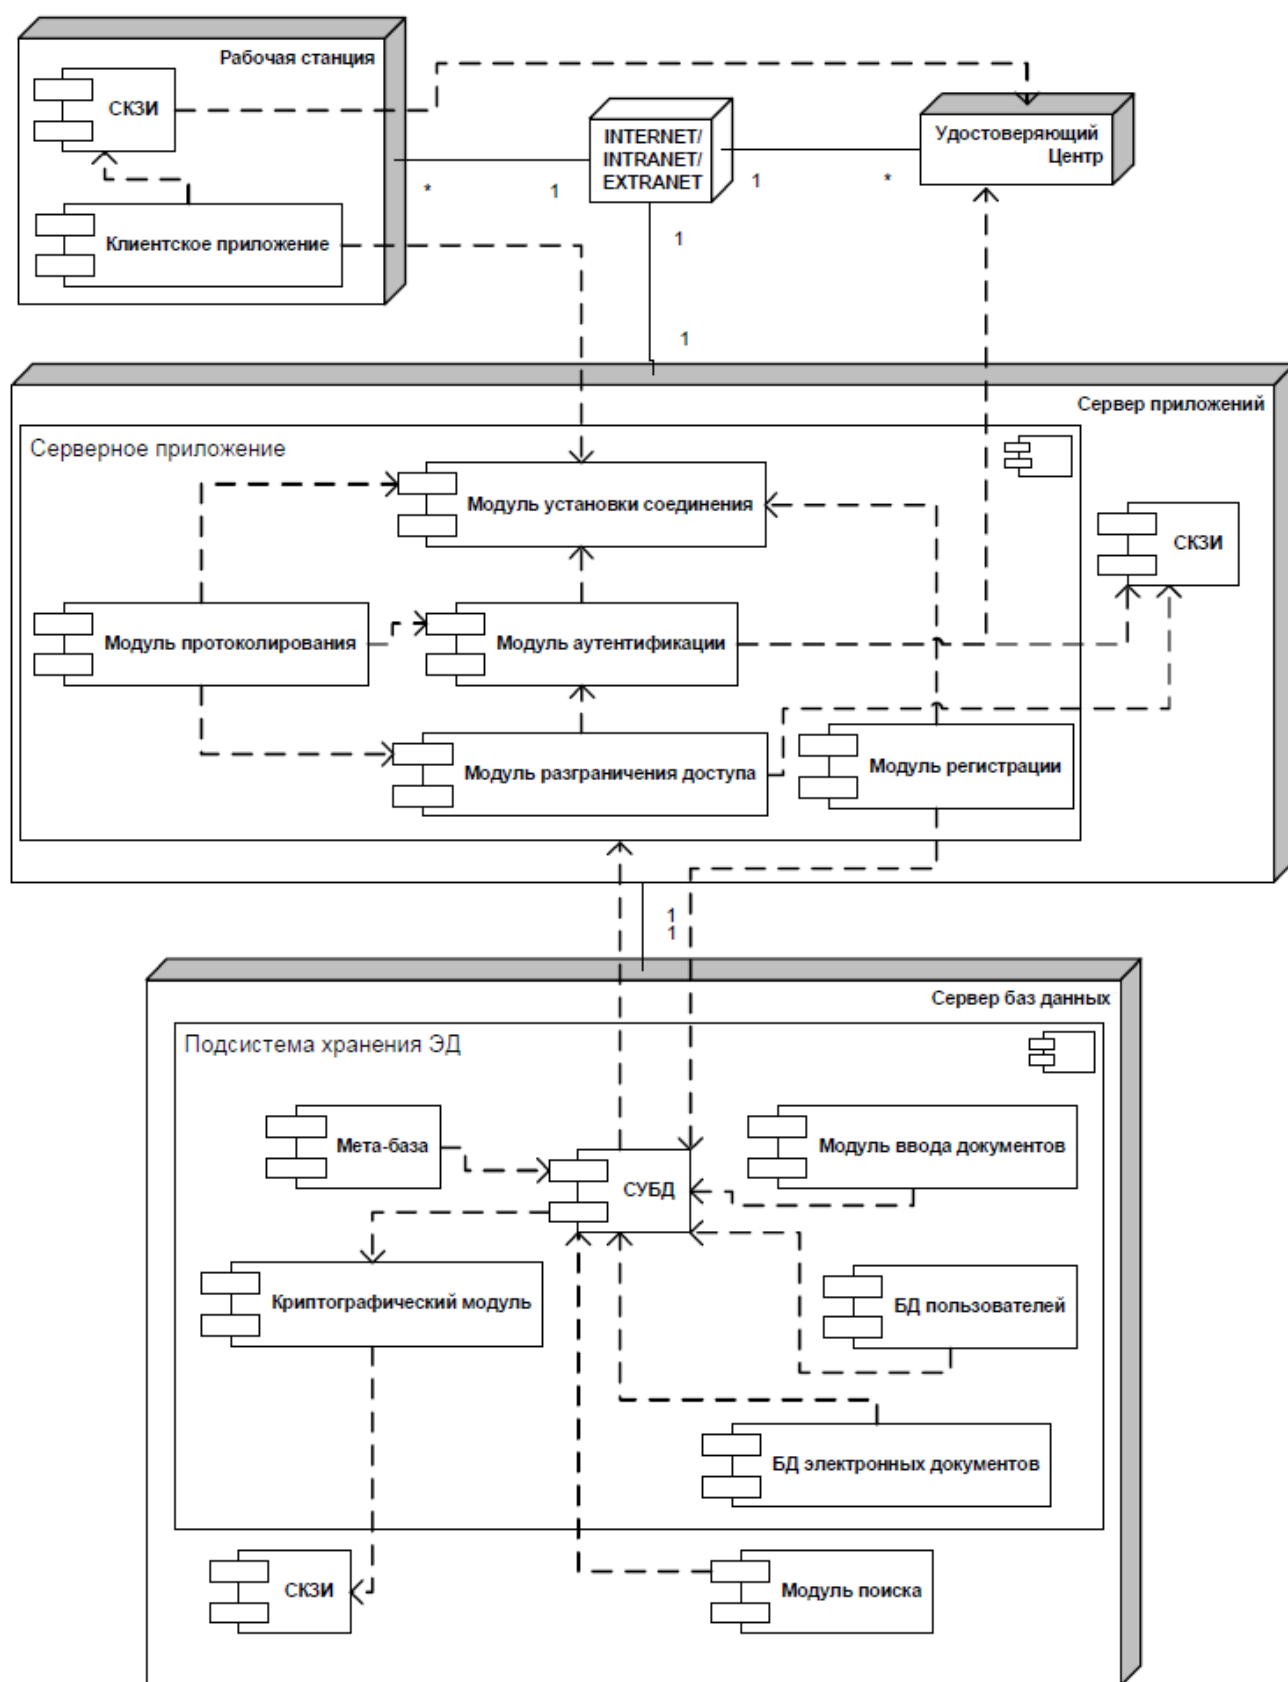 Рабочая станция
СКЗИ
Клиентское приложение
INTERNET/
INTRANET/
EXTRANET
Удостоверяющий
Центр
*
1
1
*
1
1
Сервер приложений
Серверное приложение
Модуль установки соединения
СКЗИ
Модуль протоколирования
Модуль аутентификации
Модуль разграничения доступа
Модуль регистрации
1
1
Сервер баз данных
Подсистема хранения ЭД
Мета-база
СУБД
Модуль ввода документов
Криптографический модуль
БД пользователей
БД электронных документов
СКЗИ
Модуль поиска